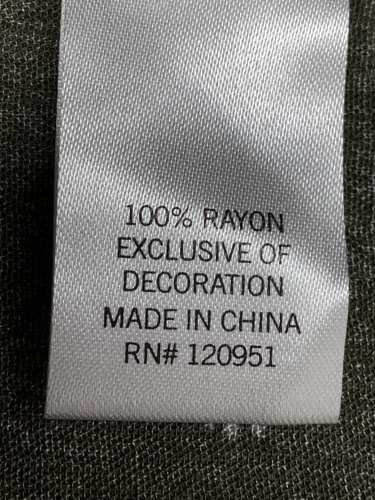 100% RAYON
EXCLUSIVE OF
DECORATION
MADE IN CHINA
RN# 120951